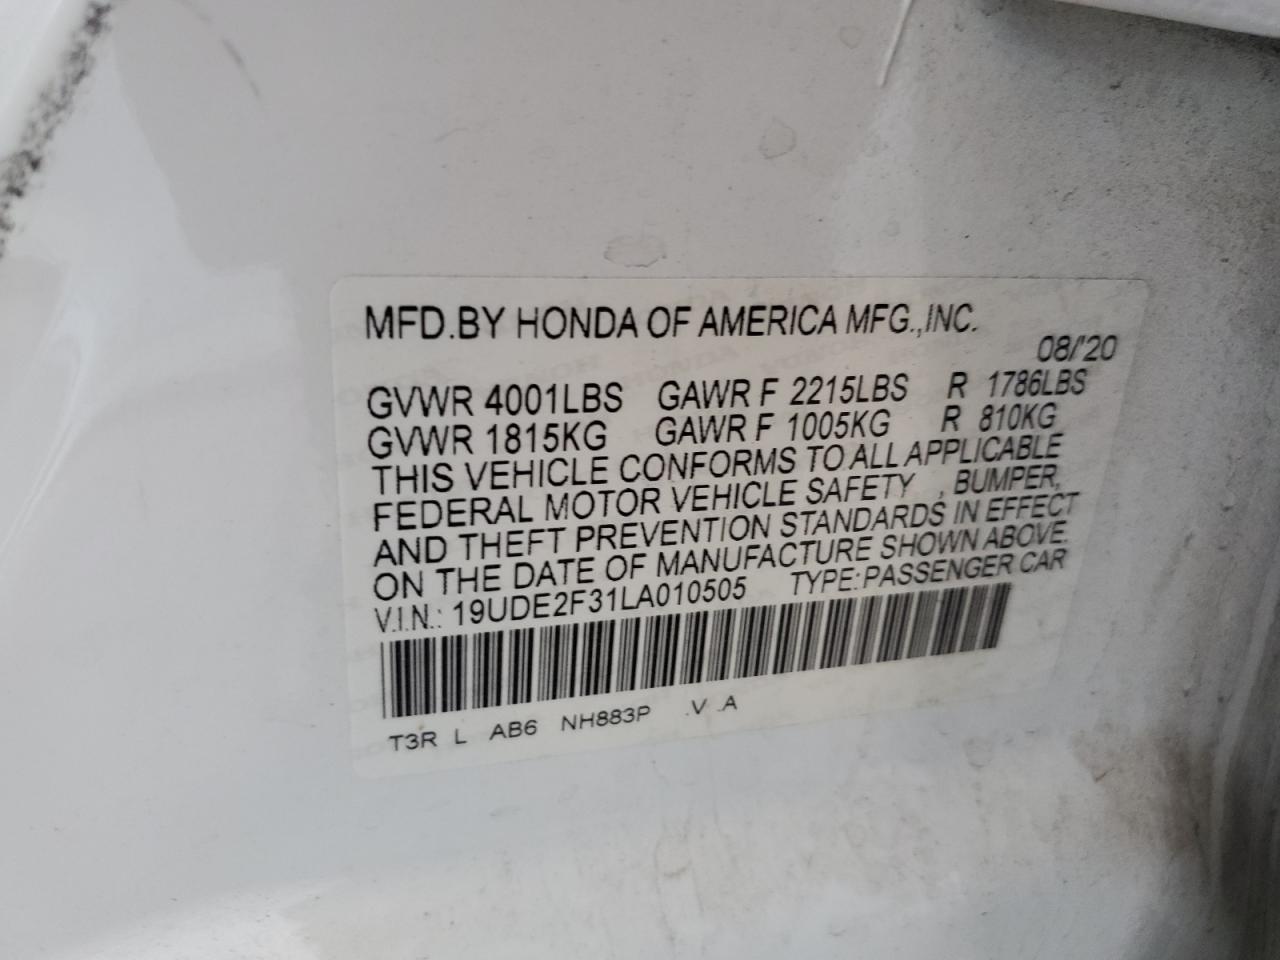 MFD.BY HONDA OF AMERICA MFG.,INC.
08/'20
GVWR 4001LBS GAWR F 2215LBS R 1786LBS
GVWR 1815KG GAWR F 1005KG R 810KG
THIS VEHICLE CONFORMS TO ALL APPLICABLE
FEDERAL MOTOR VEHICLE SAFETY , BUMPER,
AND THEFT PREVENTION STANDARDS IN EFFECT
ON THE DATE OF MANUFACTURE SHOWN ABOVE.
V.I.N.: 19UDE2F31LA010505 TYPE:PASSENGER CAR
T3R L AB6 NH883P .V .A